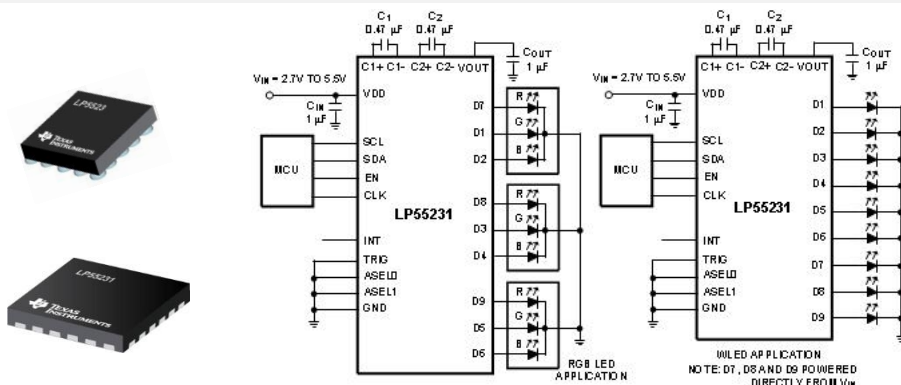 LP5523
TEXAS
INSTRUMENTS
LP55231
TEXAS
INSTRUMENTS
C1
0.47 µF
C2
0.47 µF
COUT
1 µF
C1+ C1- C2+ C2- VOUT
VIN = 2.7V TO 5.5V
CIN
1 µF
VDD
MCU
SCL
SDA
EN
CLK
LP55231
INT
TRIG
ASEL0
ASEL1
GND
D7
D1
D2
D8
D3
D4
D9
D5
D6
R
G
B
R
G
B
R
G
B
RGB LED
APPLICATION
C1
0.47 µF
C2
0.47 µF
COUT
1 µF
C1+ C1- C2+ C2- VOUT
VIN = 2.7V TO 5.5V
CIN
1 µF
VDD
MCU
SCL
SDA
EN
CLK
LP55231
INT
TRIG
ASEL0
ASEL1
GND
D1
D2
D3
D4
D5
D6
D7
D8
D9
WLED APPLICATION
NOTE: D7, D8 AND D9 POWERED
DIRECTLY FROM VIN